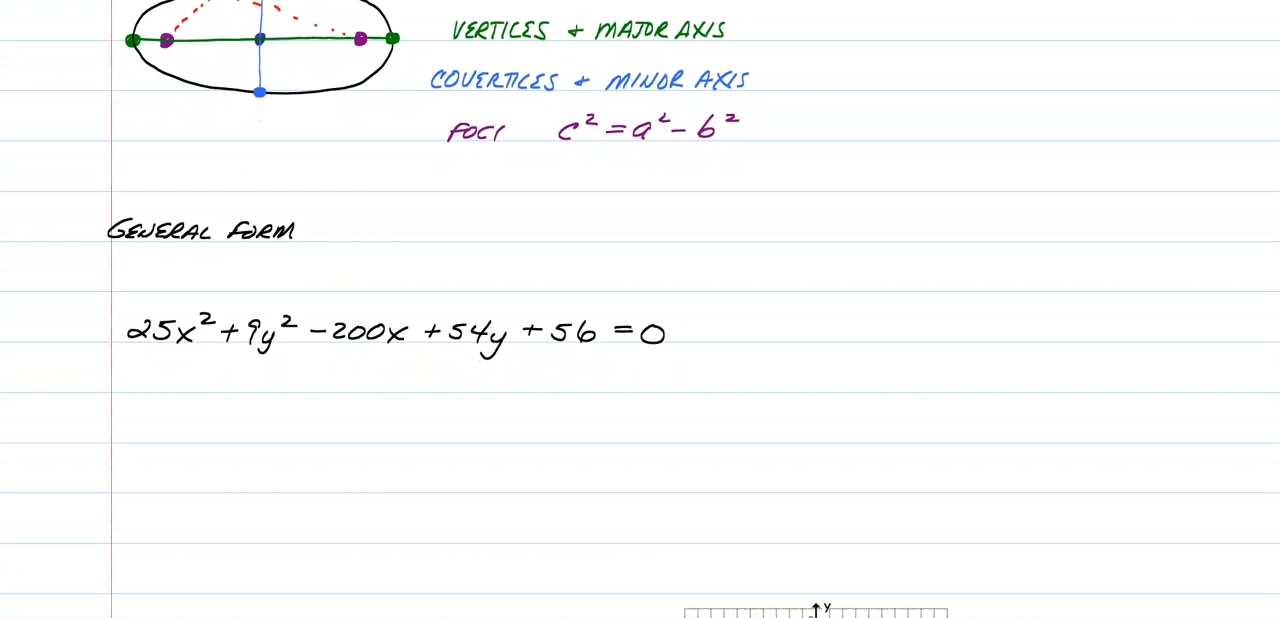 VERTICES + MAJOR AXIS
COVERTICES + MINOR AXIS
FOCI c² = a² - b²
GENERAL FORM
25x² + 9y² - 200x + 54y + 56 = 0
y